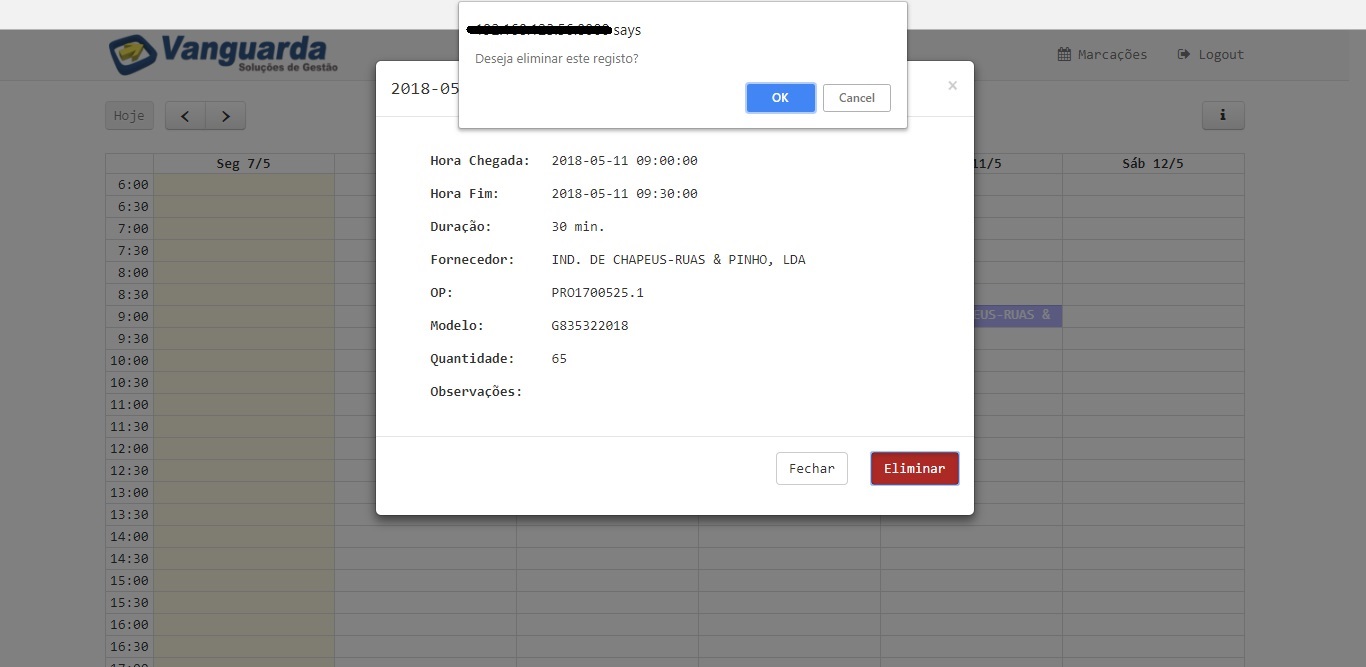 says
Deseja eliminar este registo?
OK
Cancel
Vanguarda
Soluções de Gestão
Marcações
Logout
2018-05
×
Hoje
i
Seg 7/5
11/5
Sáb 12/5
6:00
6:30
7:00
7:30
8:00
8:30
9:00
EUS-RUAS &
9:30
10:00
10:30
11:00
11:30
12:00
12:30
13:00
13:30
14:00
14:30
15:00
15:30
16:00
16:30
17:00
Hora Chegada: 2018-05-11 09:00:00
Hora Fim: 2018-05-11 09:30:00
Duração: 30 min.
Fornecedor: IND. DE CHAPEUS-RUAS & PINHO, LDA
OP: PRO1700525.1
Modelo: G835322018
Quantidade: 65
Observações:
Fechar
Eliminar